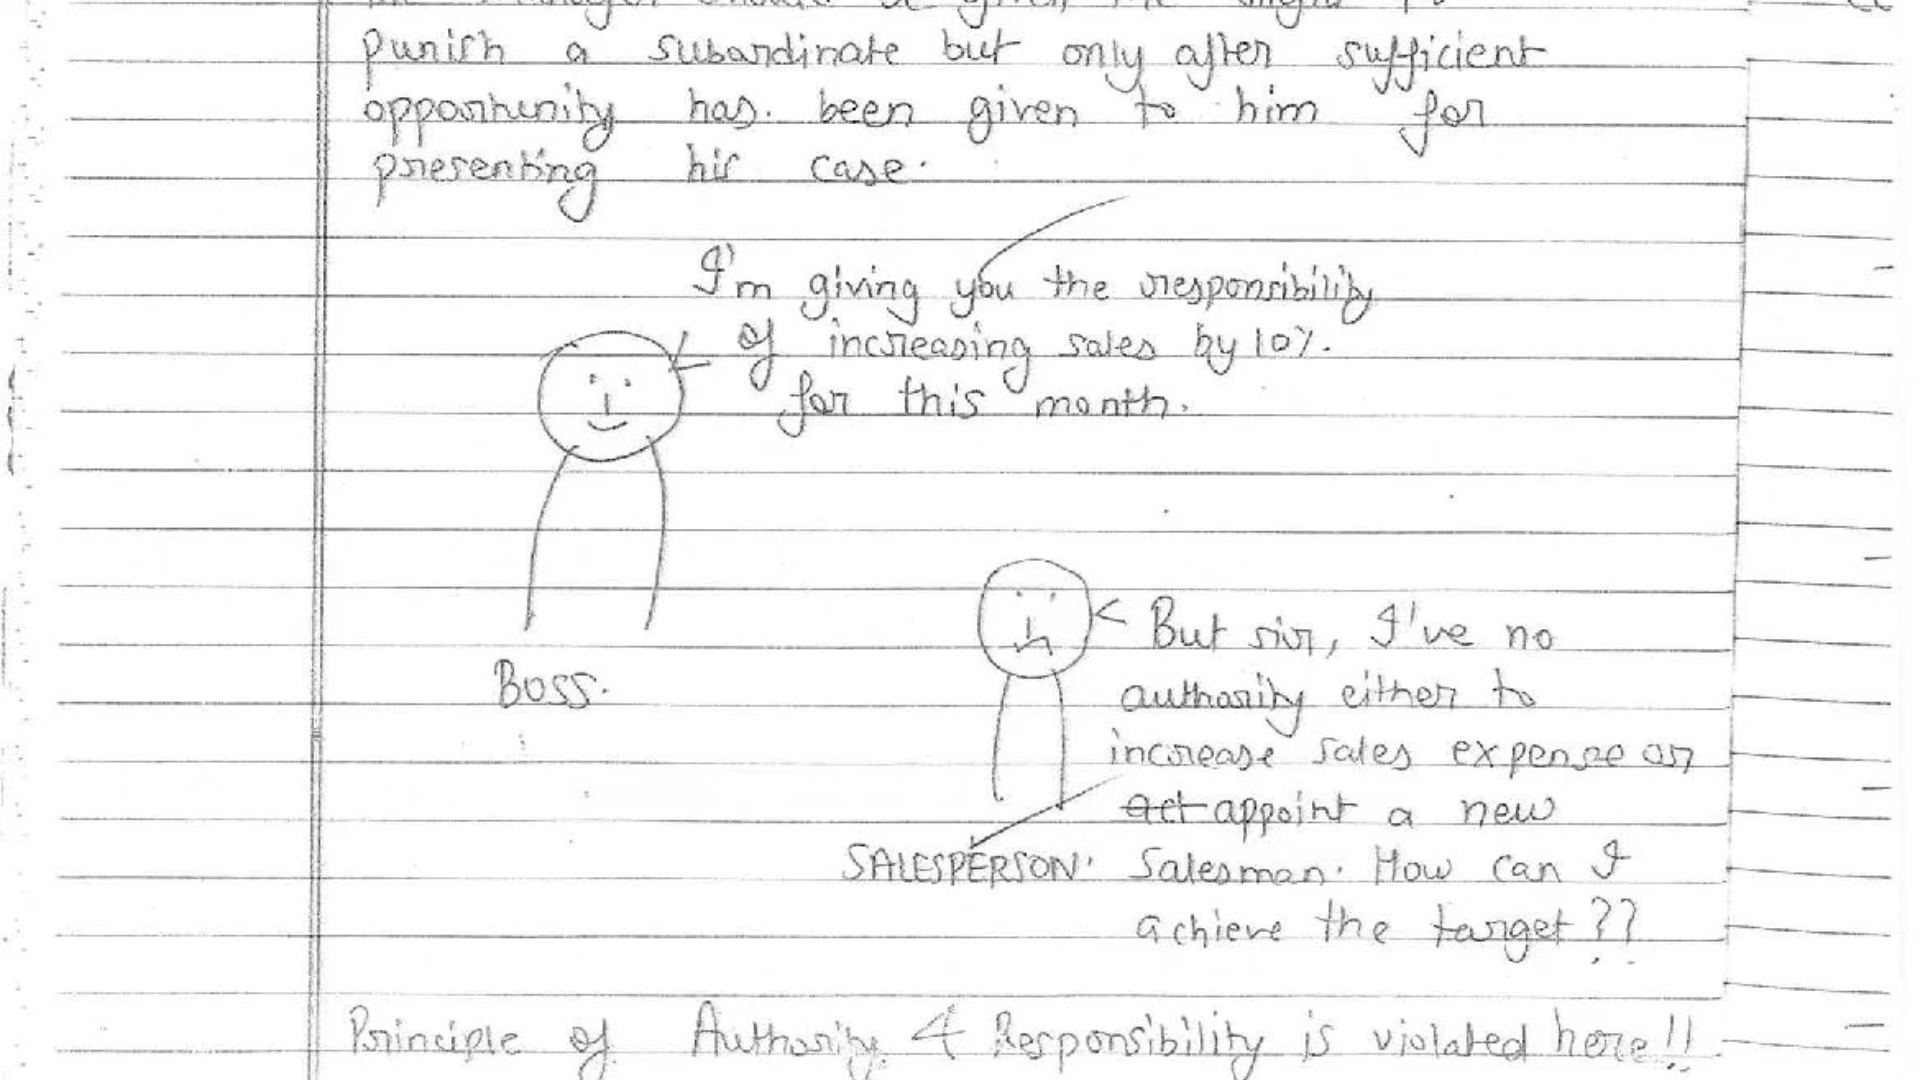 punish a subordinate but only after sufficient
opportunity has been given to him for
presenting his case.
I'm giving you the responsibility
of increasing sales by 10%.
for this month.
Boss.
But sir, I've no
authority either to
increase sales expense or
act appoint a new
SALESPERSON. Salesman. How can I
achieve the target??
Principle of Authority & Responsibility is violated here!!